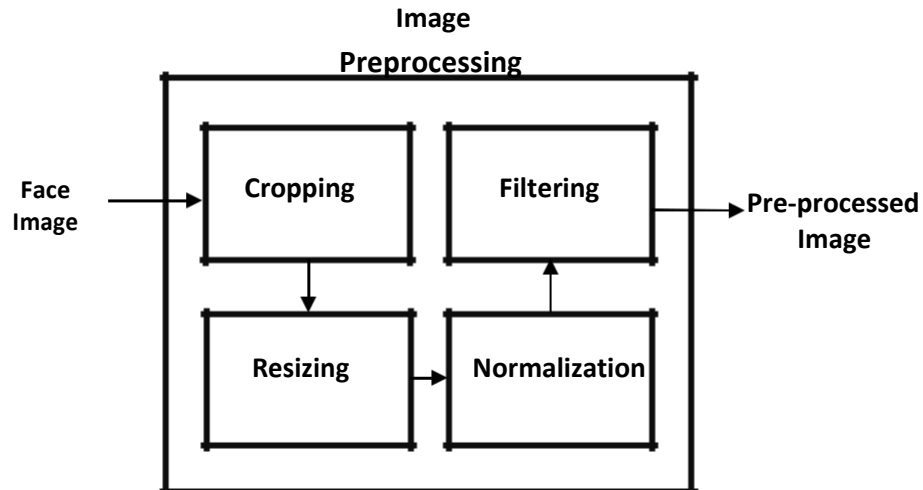 Image
Preprocessing
Face
Image
Cropping
Filtering
Pre-processed
Image
Resizing
Normalization